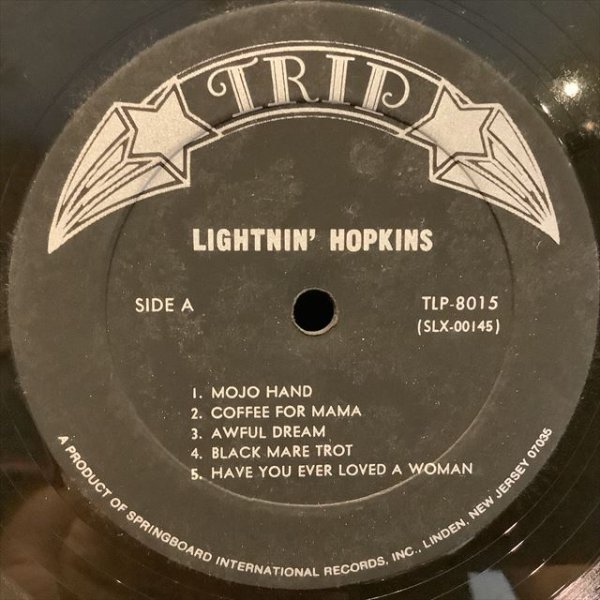 TRIP
LIGHTNIN' HOPKINS
SIDE A
TLP-8015
(SLX-00145)
1. MOJO HAND
2. COFFEE FOR MAMA
3. AWFUL DREAM
4. BLACK MARE TROT
5. HAVE YOU EVER LOVED A WOMAN
A PRODUCT OF SPRINGBOARD INTERNATIONAL RECORDS, INC., LINDEN, NEW JERSEY 07035